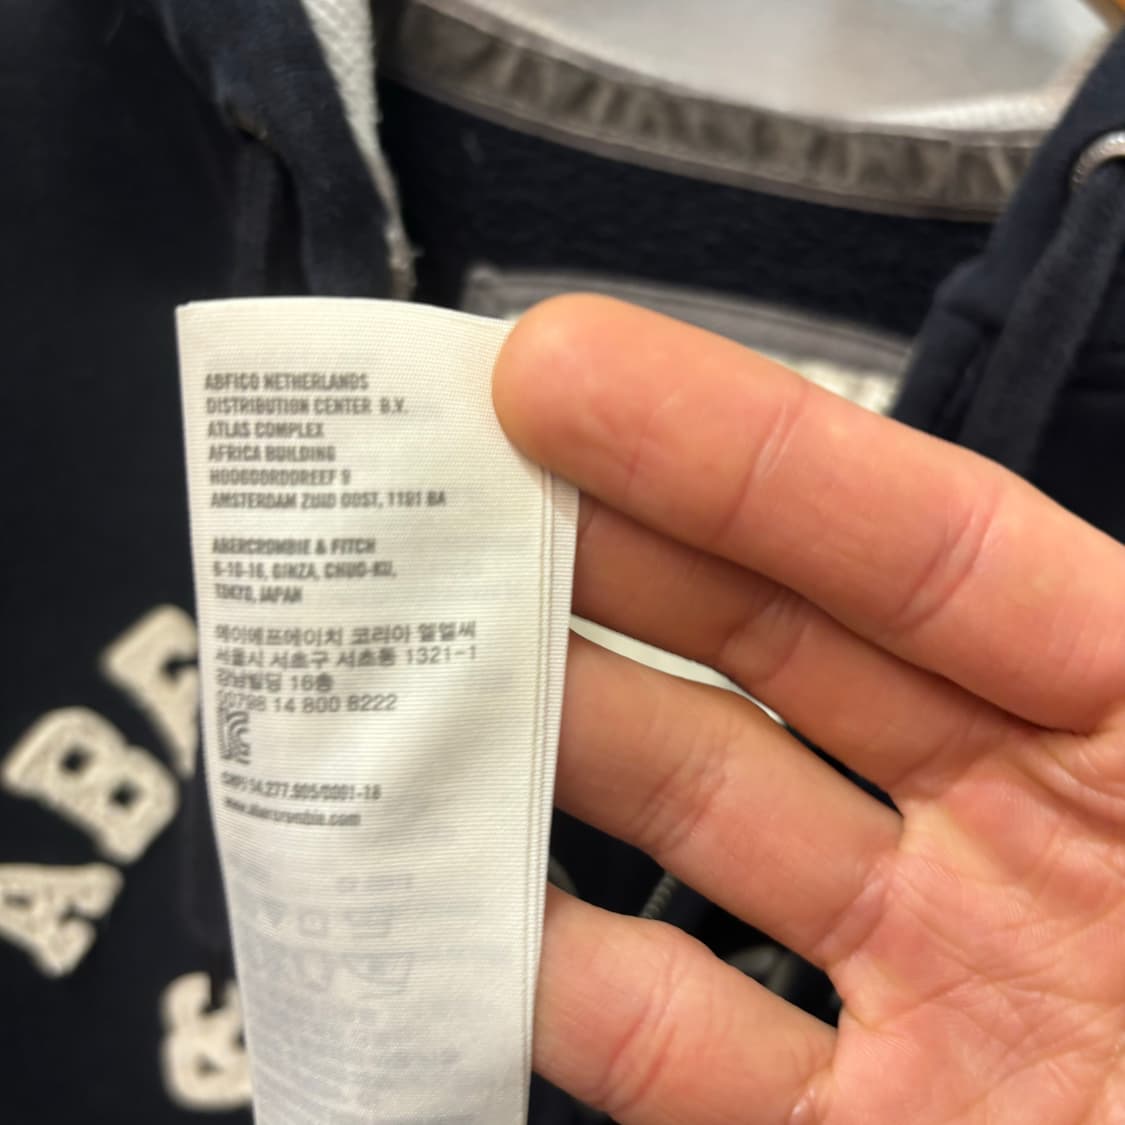 ABFICO NETHERLANDS
DISTRIBUTION CENTER B.V.
ATLAS COMPLEX
AFRICA BUILDING
HOOGOORDDREEF 9
AMSTERDAM ZUID OOST, 1101 BA
ABERCROMBIE & FITCH
6-10-16, GINZA, CHUO-KU,
TOKYO, JAPAN
에이에프에이치 코리아 엘엘씨
서울시 서초구 서초동 1321-1
강남빌딩 16층
00798 14 800 8222
www.abercrombie.com
ABE
&